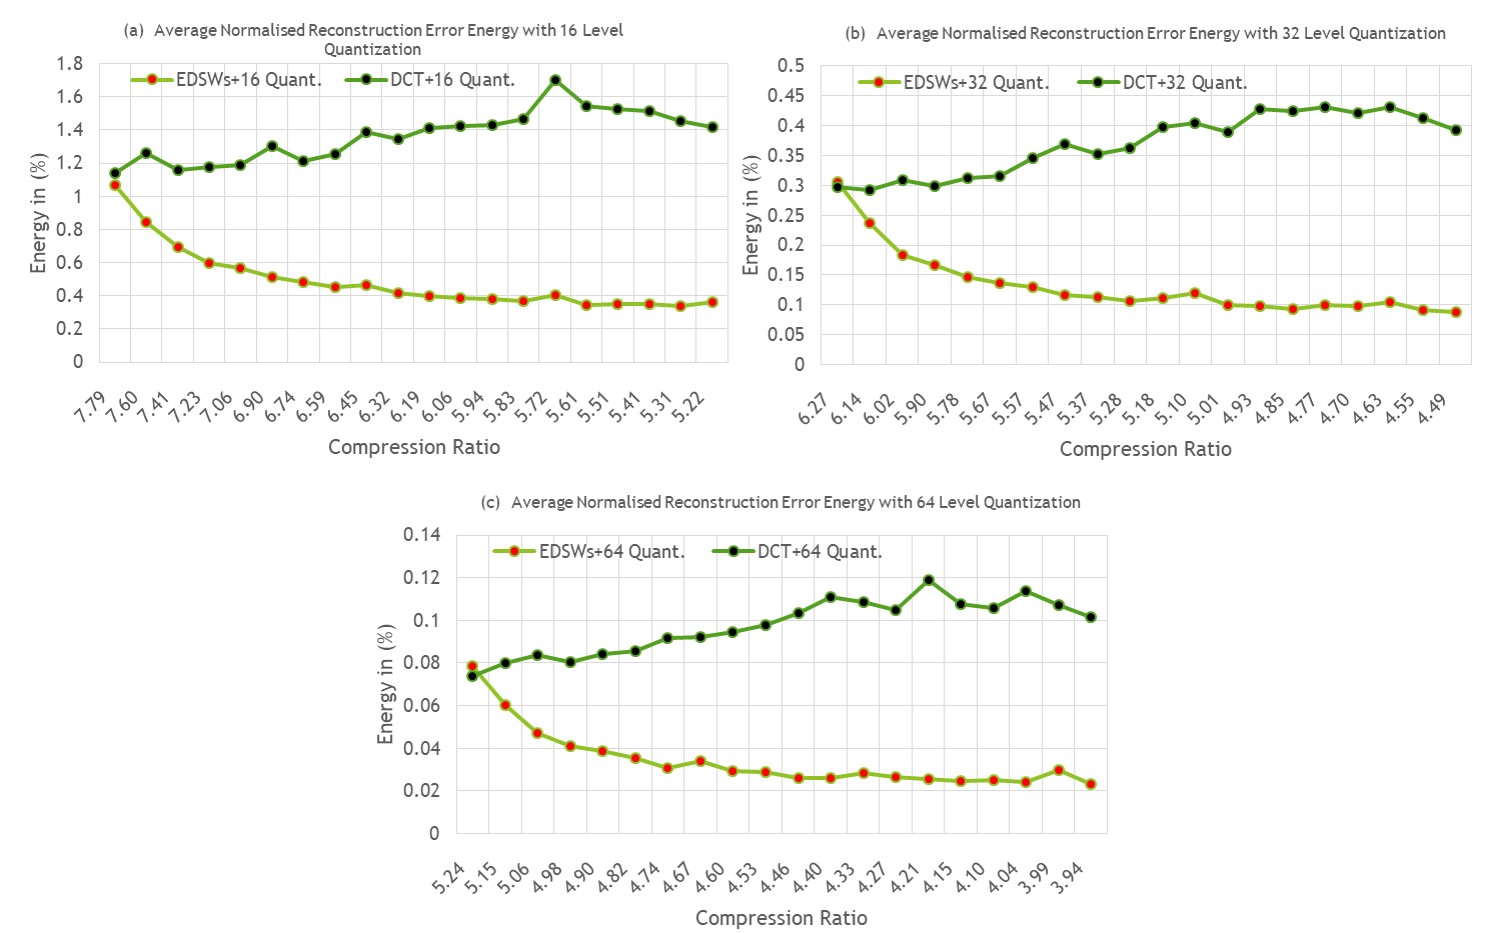 (a) Average Normalised Reconstruction Error Energy with 16 Level
Quantization
EDSWs+16 Quant. DCT+16 Quant.
1.8
1.6
1.4
1.2
1
0.8
0.6
0.4
0.2
0
Energy in (%)
7.79 7.60 7.41 7.23 7.06 6.90 6.74 6.59 6.45 6.32 6.19 6.06 5.94 5.83 5.72 5.61 5.51 5.41 5.31 5.22
Compression Ratio
(b) Average Normalised Reconstruction Error Energy with 32 Level Quantization
EDSWs+32 Quant. DCT+32 Quant.
0.5
0.45
0.4
0.35
0.3
0.25
0.2
0.15
0.1
0.05
0
Energy in (%)
6.27 6.14 6.02 5.90 5.78 5.67 5.57 5.47 5.37 5.28 5.18 5.10 5.01 4.93 4.85 4.77 4.70 4.63 4.55 4.49
Compression Ratio
(c) Average Normalised Reconstruction Error Energy with 64 Level Quantization
EDSWs+64 Quant. DCT+64 Quant.
0.14
0.12
0.1
0.08
0.06
0.04
0.02
0
Energy in (%)
5.24 5.15 5.06 4.98 4.90 4.82 4.74 4.67 4.60 4.53 4.46 4.40 4.33 4.27 4.21 4.15 4.10 4.04 3.99 3.94
Compression Ratio